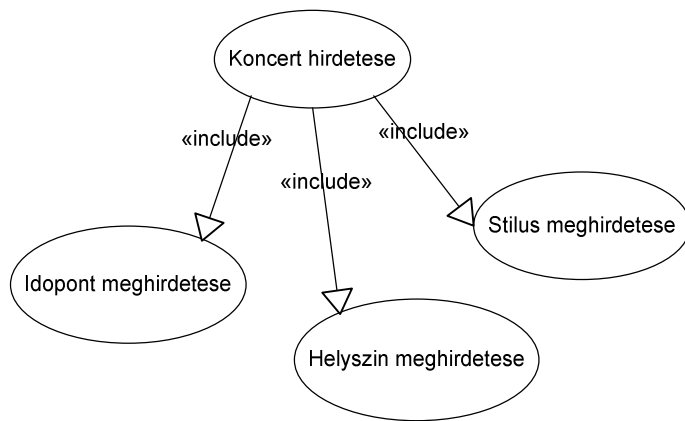 Koncert hirdetese
«include»
«include»
«include»
Stilus meghirdetese
Idopont meghirdetese
Helyszin meghirdetese